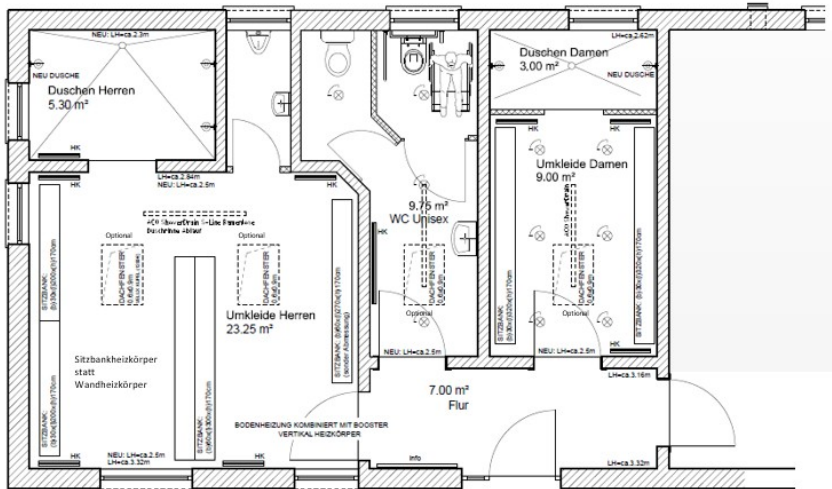 NEU: LH=ca.2.3m
NEU DUSCHE
Duschen Herren
5.30 m²
HK
LH=ca.2.62m
Duschen Damen
3.00 m²
NEU DUSCHE
HK
HK
Umkleide Damen
9.00 m²
HK
LH=ca.2.84m
NEU: LH=ca.2.5m
HK
9.75 m²
WC Unisex
HK
Optional
Optional
DACHFENSTER
DACHFENSTER
DACHFENSTER
DACHFENSTER
Umkleide Herren
23.25 m²
SITZBANK:
SITZBANK:
SITZBANK:
SITZBANK:
SITZBANK:
SITZBANK:
(sonder Abmessung)
Optional
Optional
Sitzbankheizkörper
statt
Wandheizkörper
NEU: LH=ca.2.5m
NEU: LH=ca.2.5m
HK
LH=ca.3.16m
7.00 m²
Flur
BODENHEIZUNG KOMBINIERT MIT BOOSTER
VERTIKAL HEIZKÖRPER
HK
NEU: LH=ca.2.5m
LH=ca.3.32m
HK
Info
LH=ca.3.32m